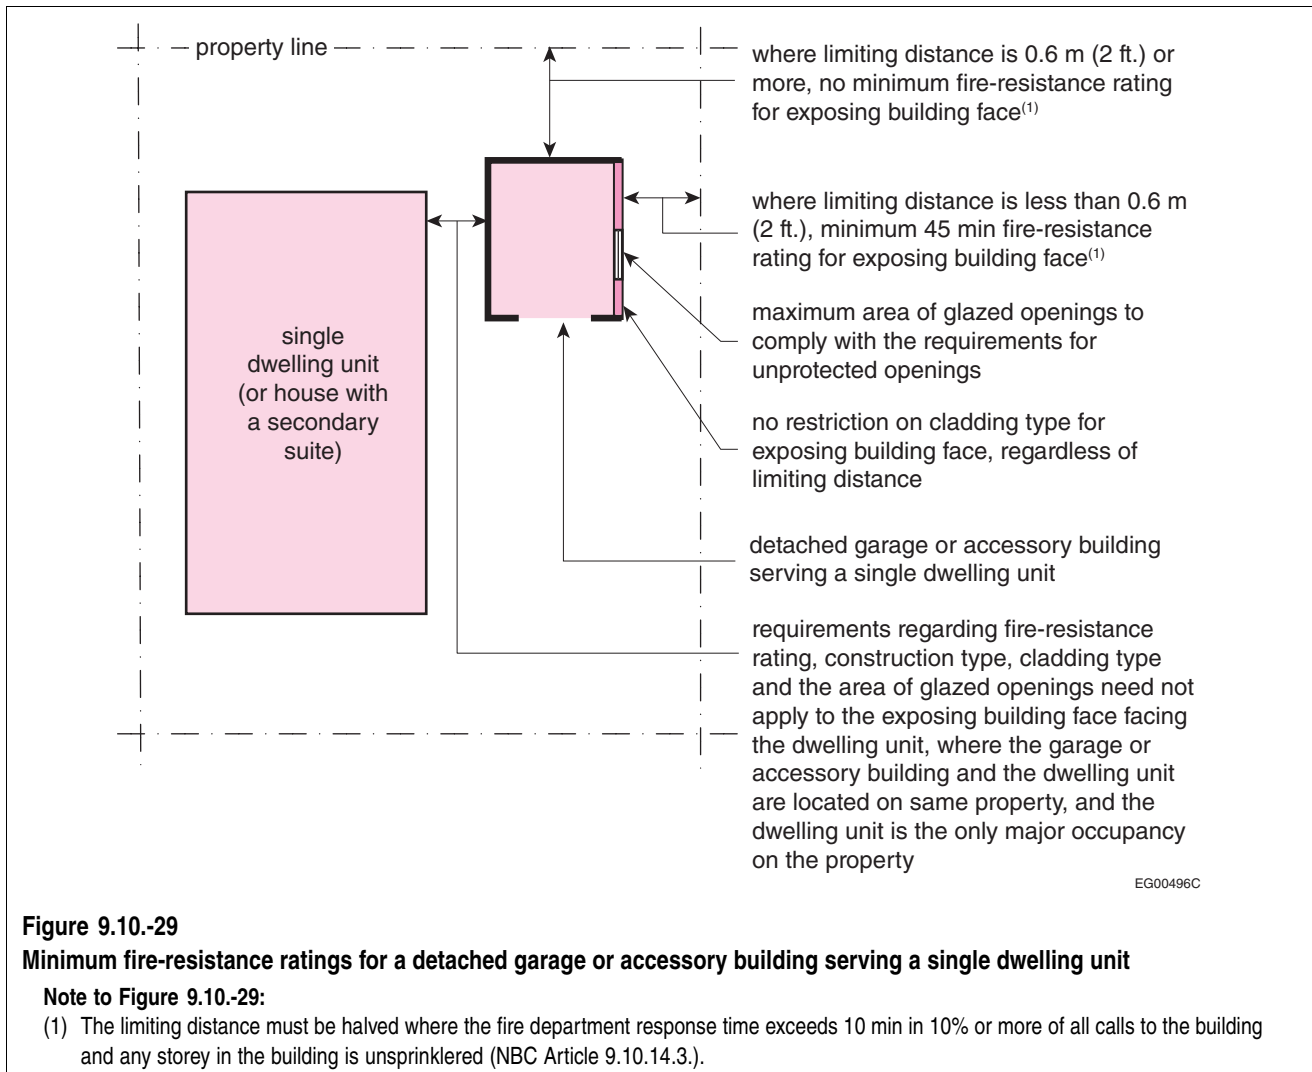 property line
where limiting distance is 0.6 m (2 ft.) or
more, no minimum fire-resistance rating
for exposing building face(1)
where limiting distance is less than 0.6 m
(2 ft.), minimum 45 min fire-resistance
rating for exposing building face(1)
maximum area of glazed openings to
comply with the requirements for
unprotected openings
single
dwelling unit
(or house with
a secondary
suite)
no restriction on cladding type for
exposing building face, regardless of
limiting distance
detached garage or accessory building
serving a single dwelling unit
requirements regarding fire-resistance
rating, construction type, cladding type
and the area of glazed openings need not
apply to the exposing building face facing
the dwelling unit, where the garage or
accessory building and the dwelling unit
are located on same property, and the
dwelling unit is the only major occupancy
on the property
EG00496C
Figure 9.10.-29
Minimum fire-resistance ratings for a detached garage or accessory building serving a single dwelling unit
Note to Figure 9.10.-29:
(1) The limiting distance must be halved where the fire department response time exceeds 10 min in 10% or more of all calls to the building
and any storey in the building is unsprinklered (NBC Article 9.10.14.3.).